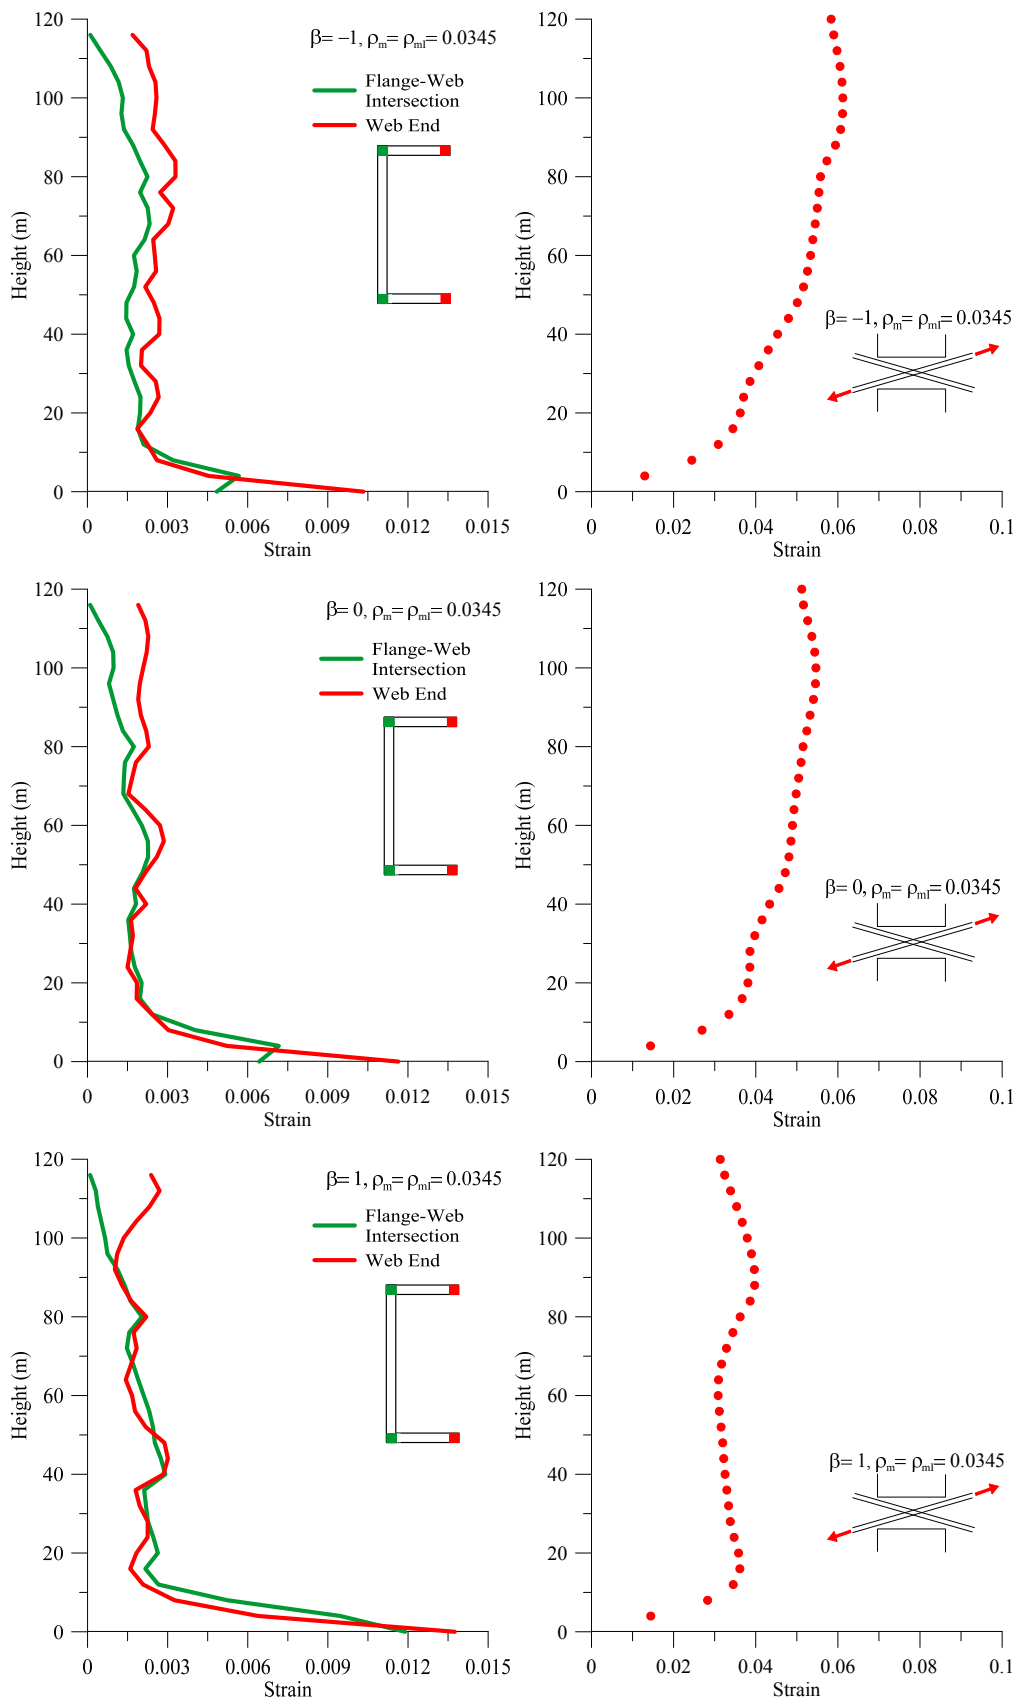 120
100
80
60
40
20
0
Height (m)
0
0.003
0.006
0.009
0.012
0.015
Strain
β= −1, ρm= ρml= 0.0345
Flange-Web
Intersection
Web End
120
100
80
60
40
20
0
Height (m)
0
0.02
0.04
0.06
0.08
0.1
Strain
β= −1, ρm= ρml= 0.0345
120
100
80
60
40
20
0
Height (m)
0
0.003
0.006
0.009
0.012
0.015
Strain
β= 0, ρm= ρml= 0.0345
Flange-Web
Intersection
Web End
120
100
80
60
40
20
0
Height (m)
0
0.02
0.04
0.06
0.08
0.1
Strain
β= 0, ρm= ρml= 0.0345
120
100
80
60
40
20
0
Height (m)
0
0.003
0.006
0.009
0.012
0.015
Strain
β= 1, ρm= ρml= 0.0345
Flange-Web
Intersection
Web End
120
100
80
60
40
20
0
Height (m)
0
0.02
0.04
0.06
0.08
0.1
Strain
β= 1, ρm= ρml= 0.0345